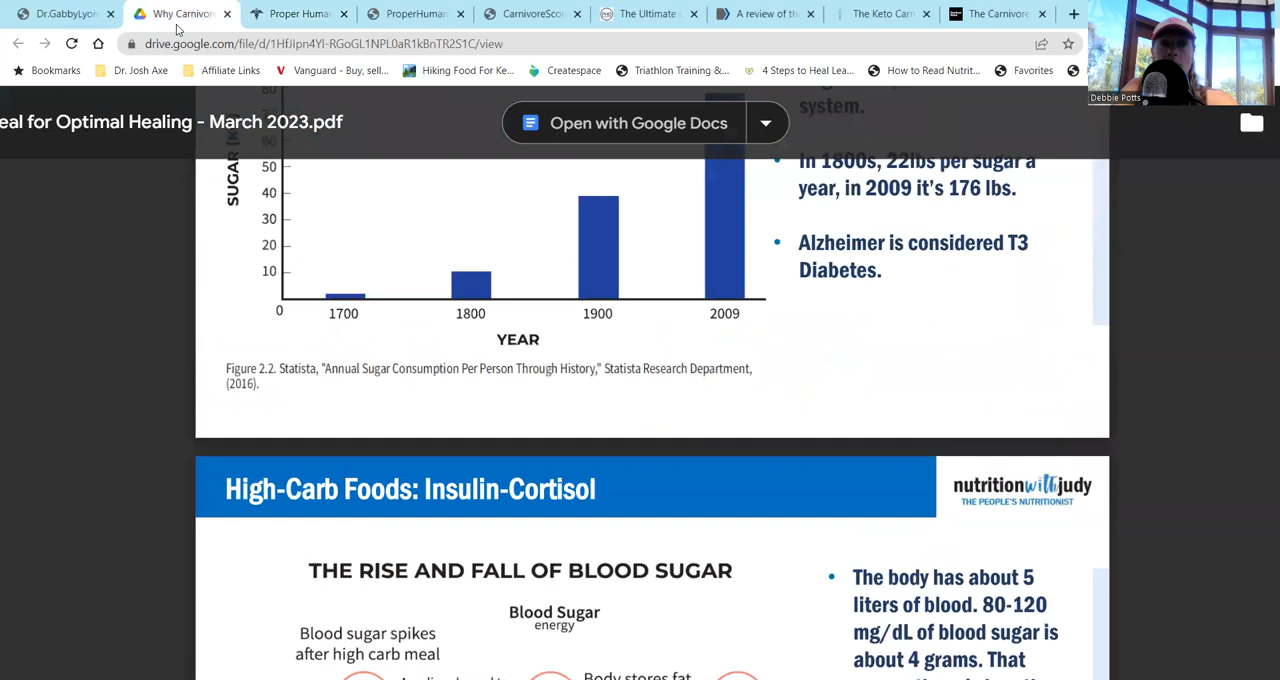 Dr.GabbyLyon
Why Carnivor
Proper Human
ProperHuman
CarnivoreScor
The Ultimate
A review of th
The Keto Carn
The Carnivore
drive.google.com/file/d/1HfJIpn4Yl-RGoGL1NPL0aR1kBnTR2S1C/view
Bookmarks
Dr. Josh Axe
Affiliate Links
Vanguard - Buy, sell...
Hiking Food For Ke...
Createspace
Triathlon Training &...
4 Steps to Heal Lea...
How to Read Nutrit...
Favorites
Debbie Potts
eal for Optimal Healing - March 2023.pdf
Open with Google Docs
system.
In 1800s, 22lbs per sugar a
year, in 2009 it's 176 lbs.
Alzheimer is considered T3
Diabetes.
SUGAR
80
60
50
40
30
20
10
0
1700
1800
1900
2009
YEAR
Figure 2.2. Statista, "Annual Sugar Consumption Per Person Through History," Statista Research Department,
(2016).
High-Carb Foods: Insulin-Cortisol
nutritionwithjudy
THE PEOPLE'S NUTRITIONIST
THE RISE AND FALL OF BLOOD SUGAR
Blood Sugar
energy
Blood sugar spikes
after high carb meal
Body stores fat
The body has about 5
liters of blood. 80-120
mg/dL of blood sugar is
about 4 grams. That